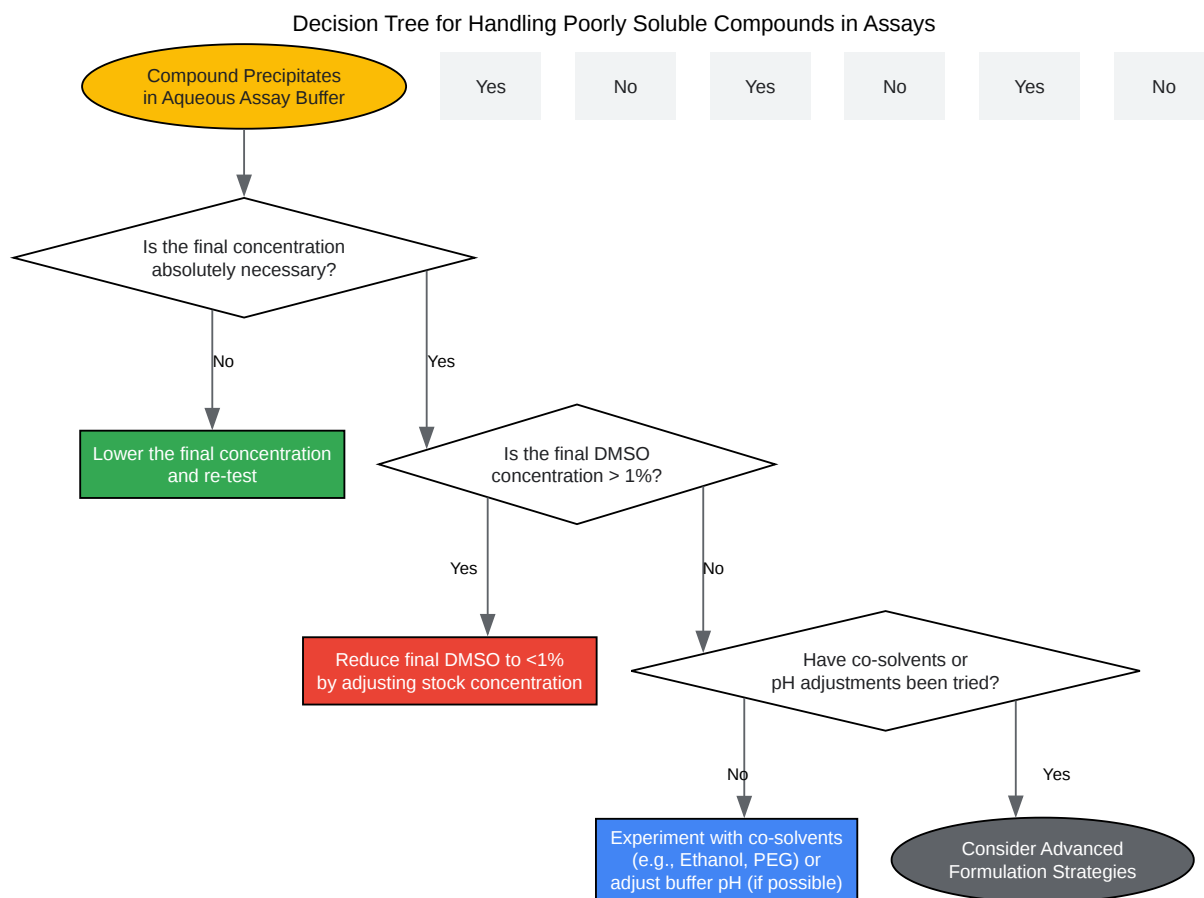 Decision Tree for Handling Poorly Soluble Compounds in Assays
Compound Precipitates
in Aqueous Assay Buffer
Yes
No
Yes
No
Yes
No
Is the final concentration
absolutely necessary?
No
Yes
Lower the final concentration
and re-test
Is the final DMSO
concentration > 1%?
Yes
No
Reduce final DMSO to <1%
by adjusting stock concentration
Have co-solvents or
pH adjustments been tried?
No
Yes
Experiment with co-solvents
(e.g., Ethanol, PEG) or
adjust buffer pH (if possible)
Consider Advanced
Formulation Strategies